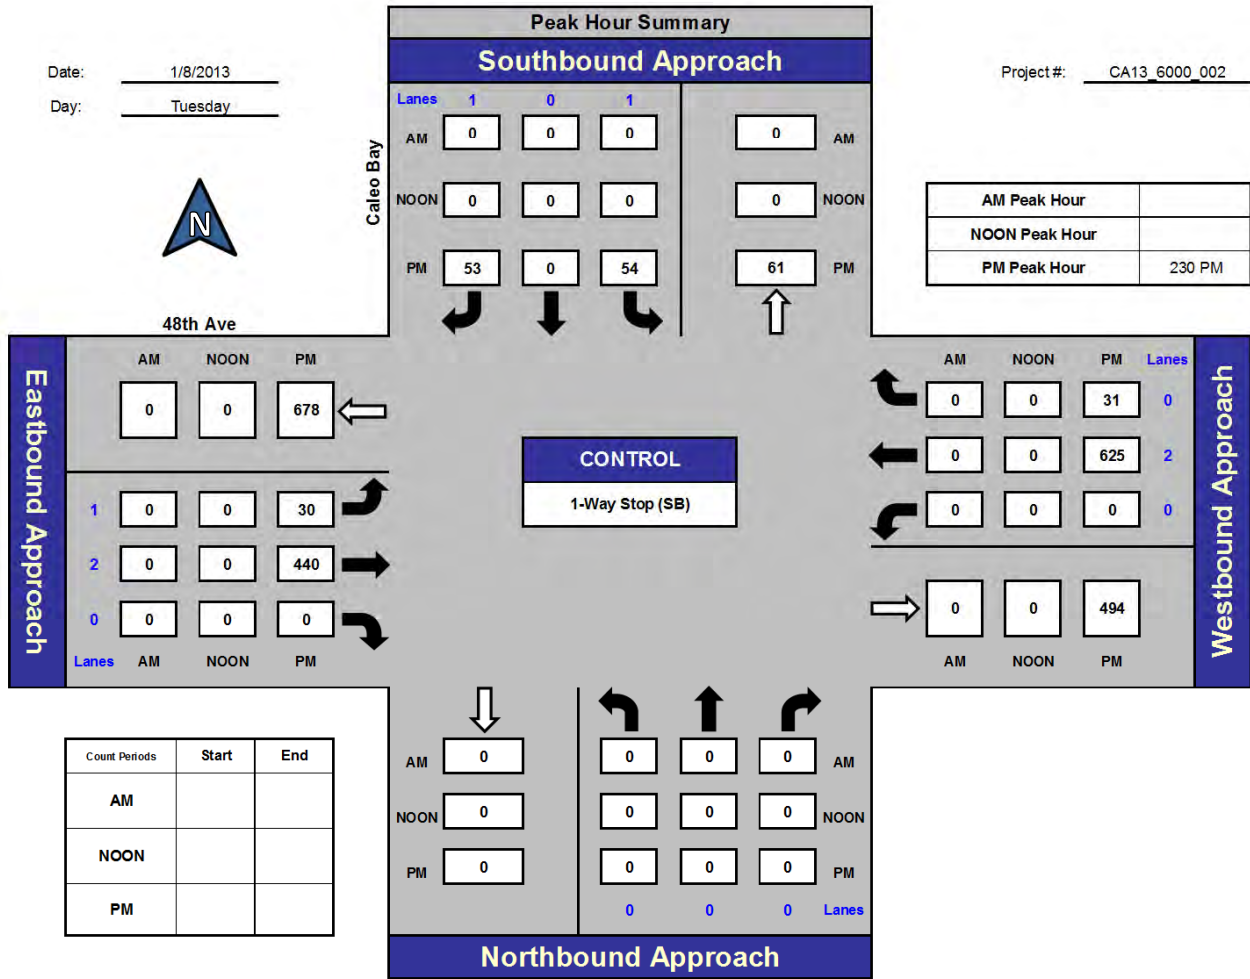 Peak Hour Summary
Southbound Approach
Date: 1/8/2013
Project #: CA13_6000_002
Day: Tuesday
Lanes 1 0 1
AM 0 0 0 0 AM
Caleo Bay
N
NOON 0 0 0 0 NOON
AM Peak Hour
NOON Peak Hour
PM Peak Hour 230 PM
PM 53 0 54 61 PM
48th Ave
Eastbound Approach
AM NOON PM
0 0 678
1 0 0 30
2 0 0 440
0 0 0 0
Lanes AM NOON PM
CONTROL
1-Way Stop (SB)
AM NOON PM Lanes
0 0 31 0
0 0 625 2
0 0 0 0
0 0 494
AM NOON PM
Westbound Approach
Count Periods Start End
AM
NOON
PM
AM 0 0 0 0 AM
NOON 0 0 0 0 NOON
PM 0 0 0 0 PM
0 0 0 Lanes
Northbound Approach